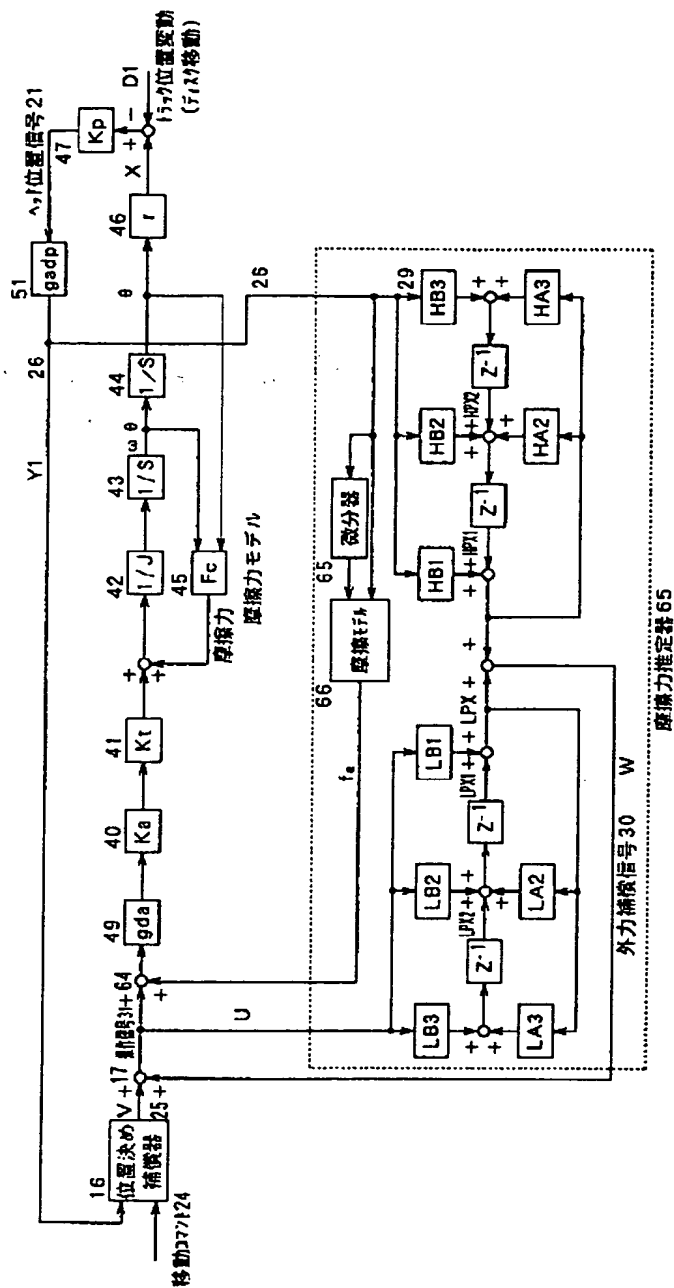 Y1
26
51
gadp
ヘッド位置信号21
47
Kp
+
−
D1
トラック位置変動
(ディスク移動)
X
46
r
θ
44
1/S
θ
ω
43
1/S
42
1/J
45
Fc
摩擦力
摩擦力モデル
+
+
41
Kt
40
Ka
49
gda
64
+
+
操作信号31
17
+
V
25
+
16
位置決め
補償器
移動コマンド24
U
26
29
65
微分器
66
摩擦モデル
fe
LB3
LB2
LB1
HB1
HB2
HB3
+
+
Z-1
LPX2
+
+
+
Z-1
LPX1
+
+
LPX
+
+
HPX1
+
+
Z-1
HPX2
+
+
+
Z-1
+
+
LA3
LA2
HA2
HA3
外力補償信号30
W
摩擦力推定器65